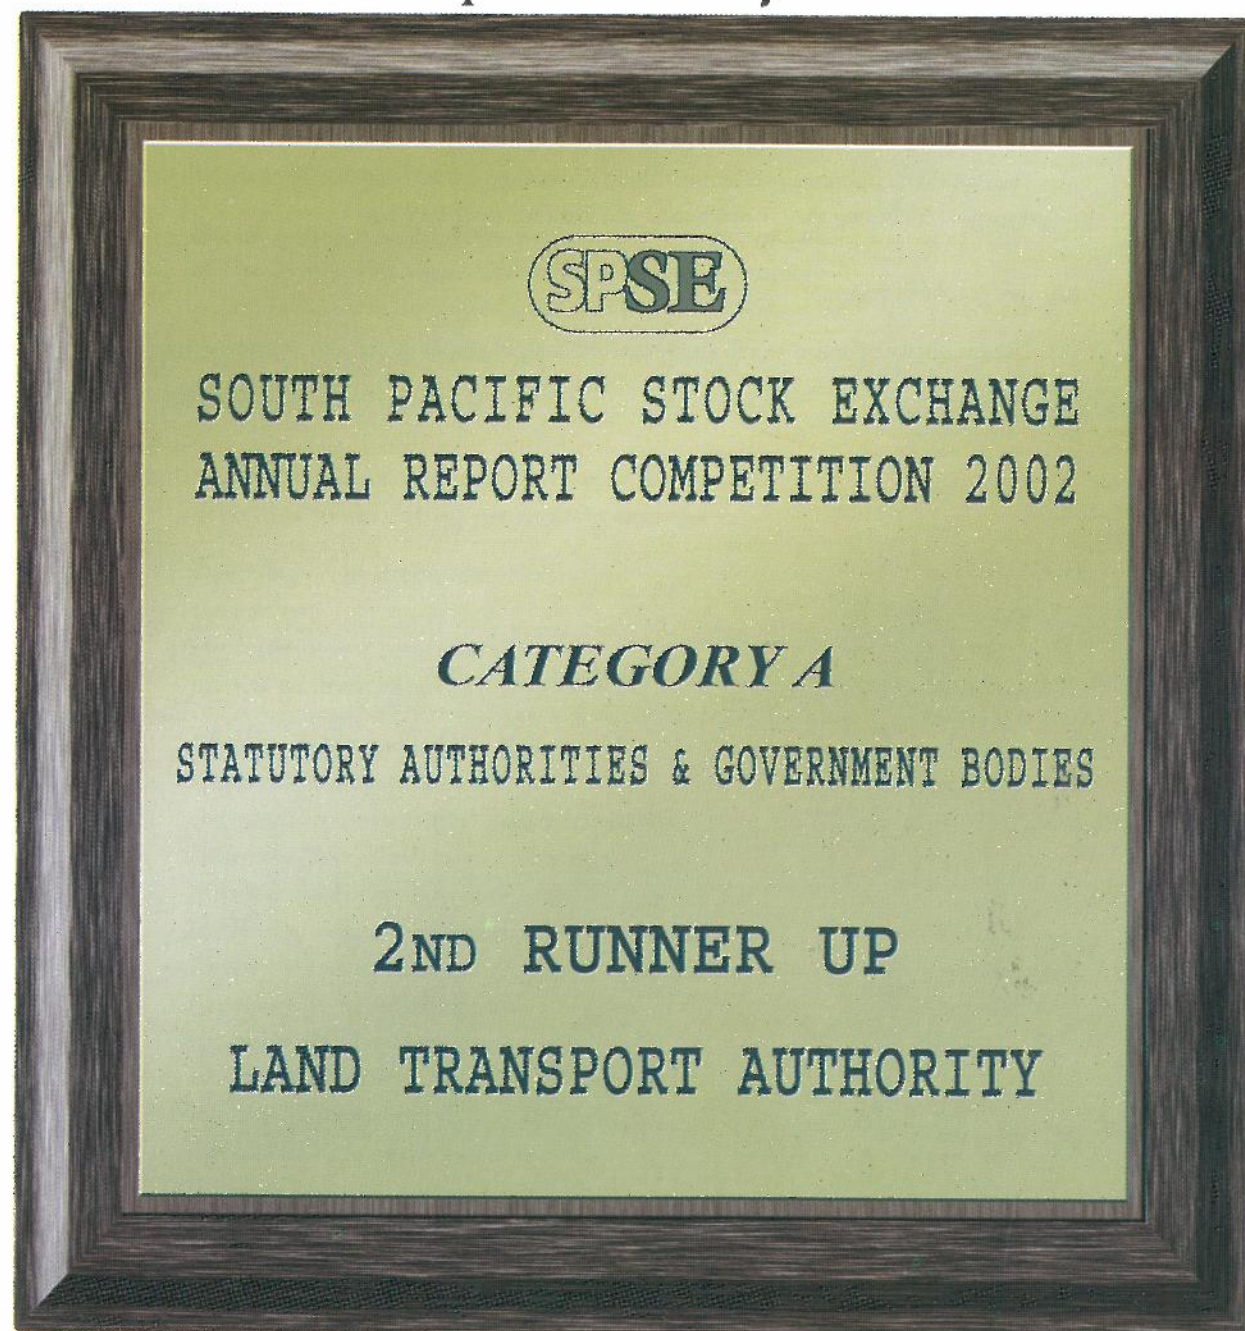 SPSE
SOUTH PACIFIC STOCK EXCHANGE
ANNUAL REPORT COMPETITION 2002
CATEGORY A
STATUTORY AUTHORITIES & GOVERNMENT BODIES
2ND RUNNER UP
LAND TRANSPORT AUTHORITY